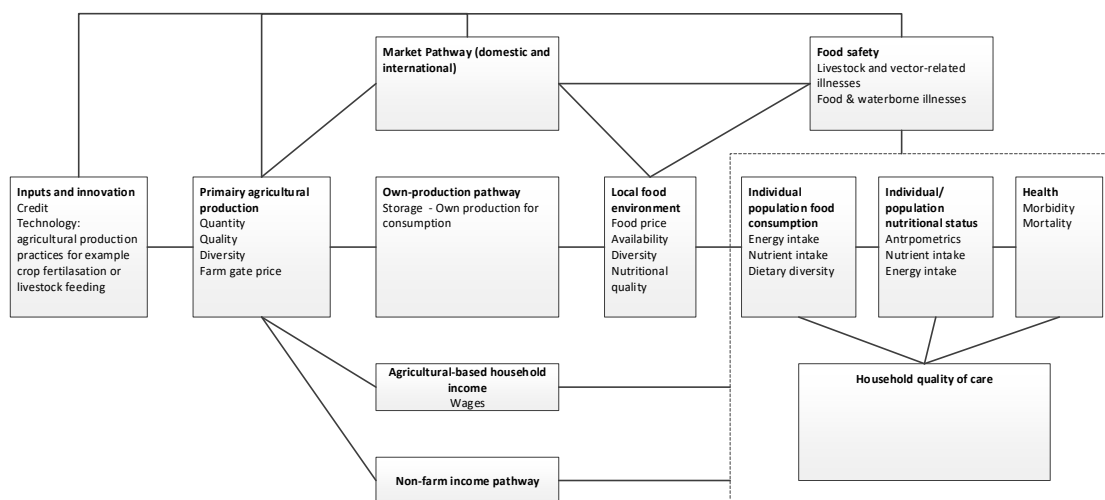 Market Pathway (domestic and
international)
Food safety
Livestock and vector-related
illnesses
Food & waterborne illnesses
Inputs and innovation
Credit
Technology:
agricultural production
practices for example
crop fertilasation or
livestock feeding
Primairy agricultural
production
Quantity
Quality
Diversity
Farm gate price
Own-production pathway
Storage - Own production for
consumption
Local food
environment
Food price
Availability
Diversity
Nutritional
quality
Individual
population food
consumption
Energy intake
Nutrient intake
Dietary diversity
Individual/
population
nutritional status
Antrpometrics
Nutrient intake
Energy intake
Health
Morbidity
Mortality
Agricultural-based household
income
Wages
Household quality of care
Non-farm income pathway